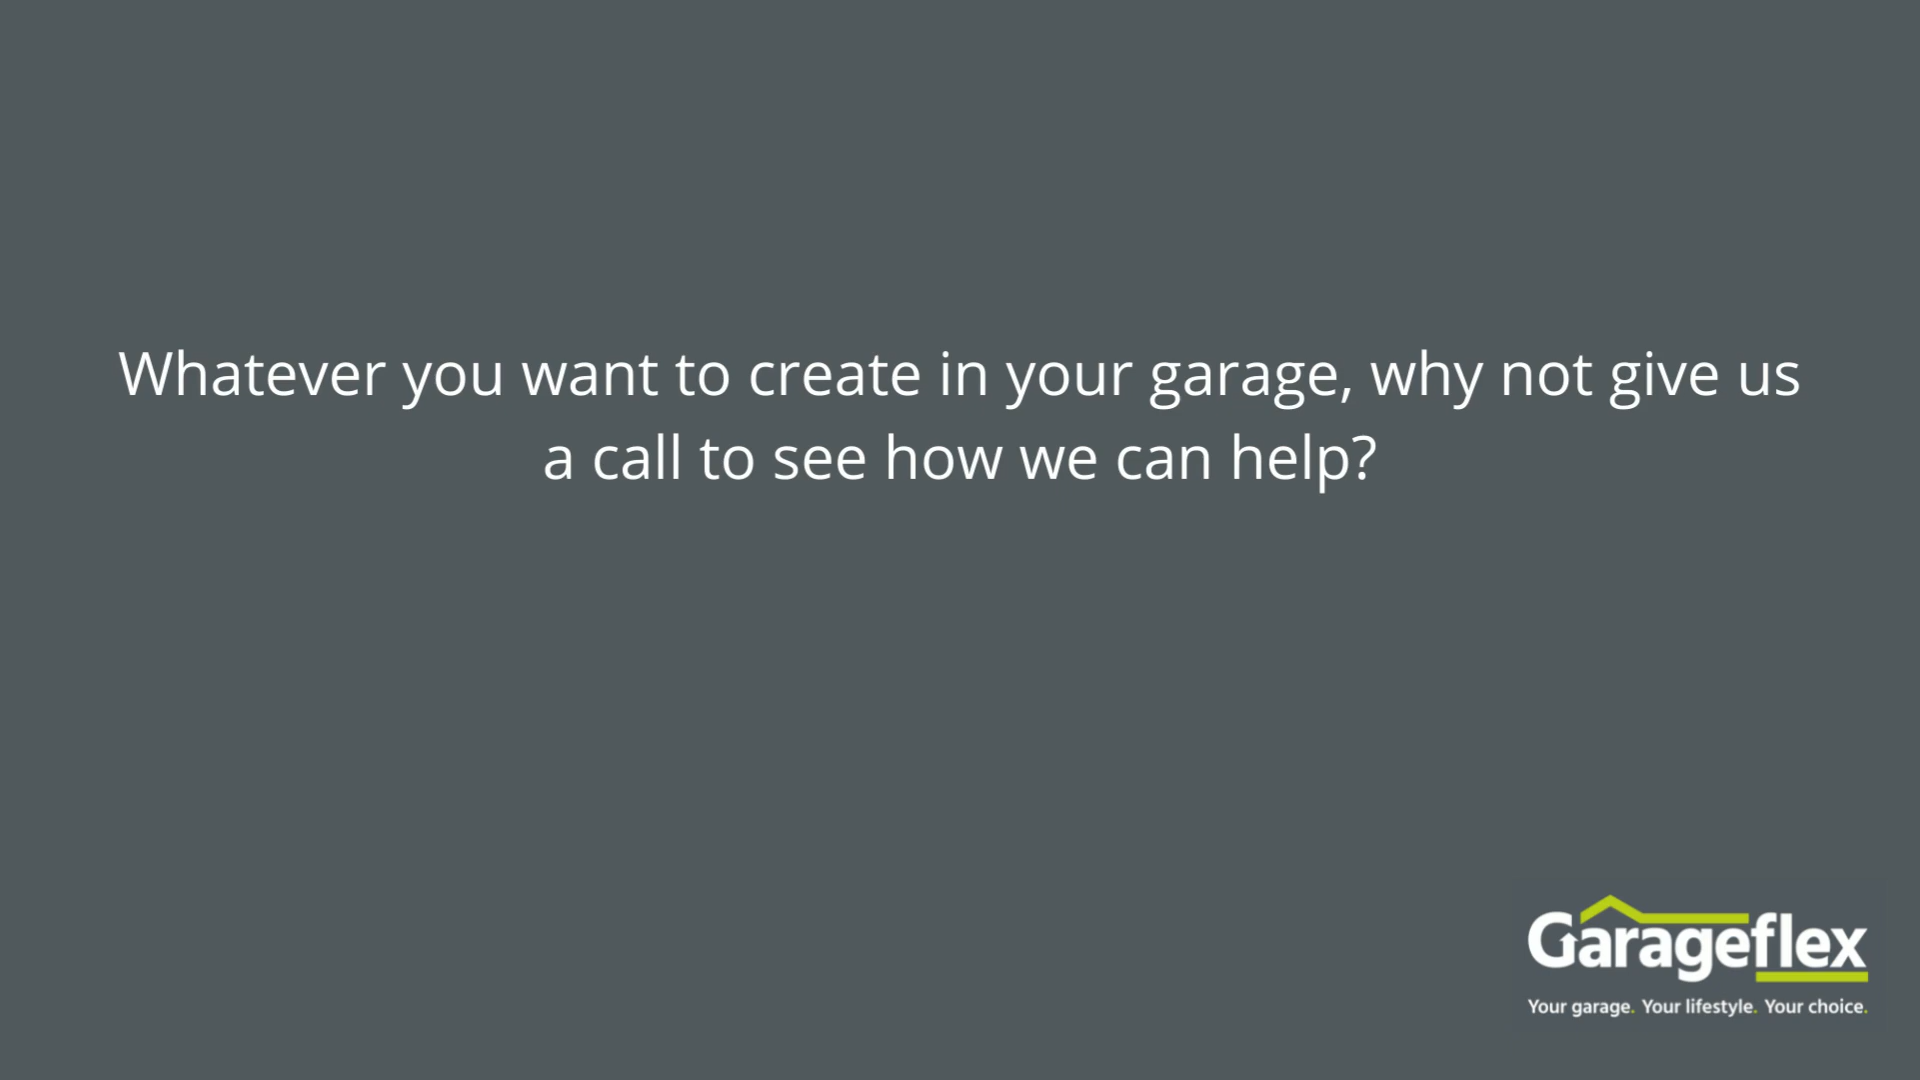 Whatever you want to create in your garage, why not give us
a call to see how we can help?
Garageflex
Your garage. Your lifestyle. Your choice.